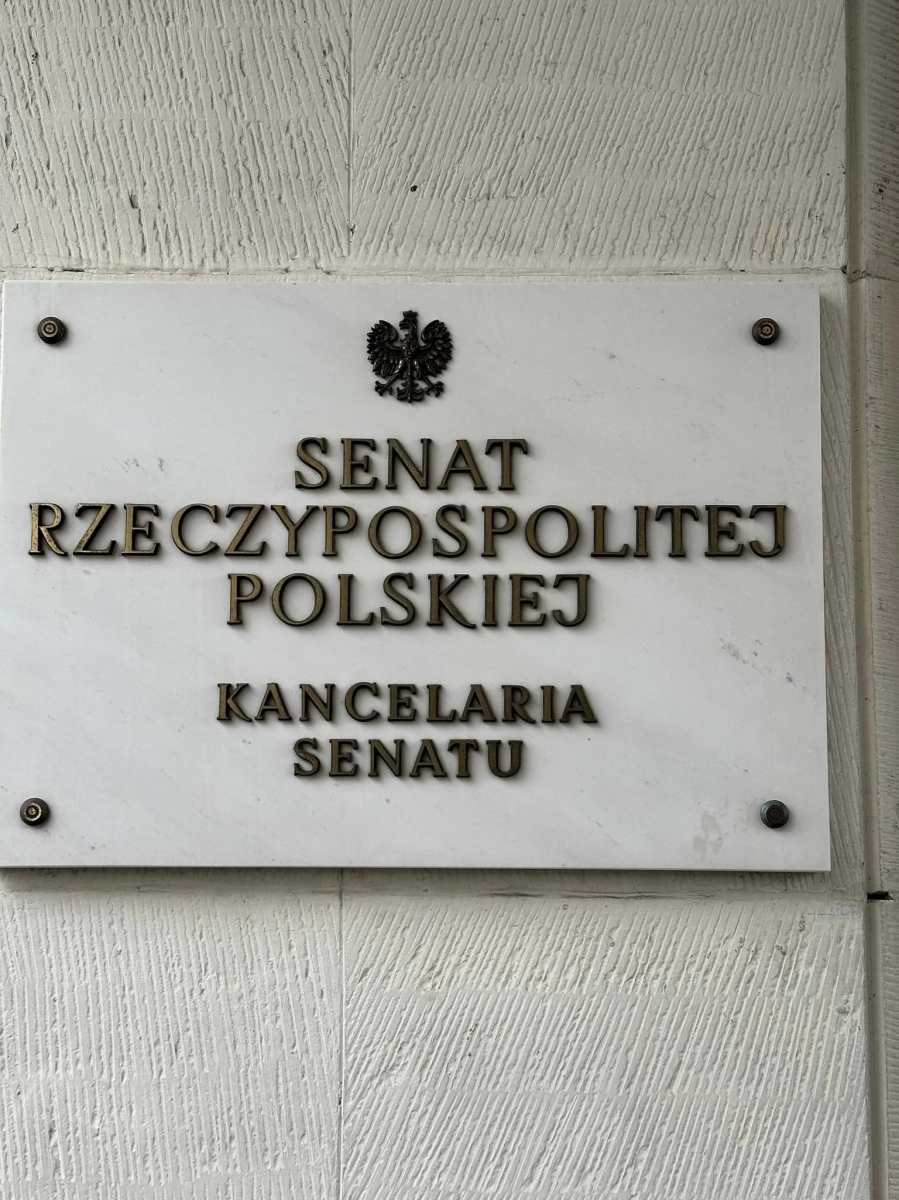 SENAT
RZECZYPOSPOLITEJ
POLSKIEJ
KANCELARIA
SENATU